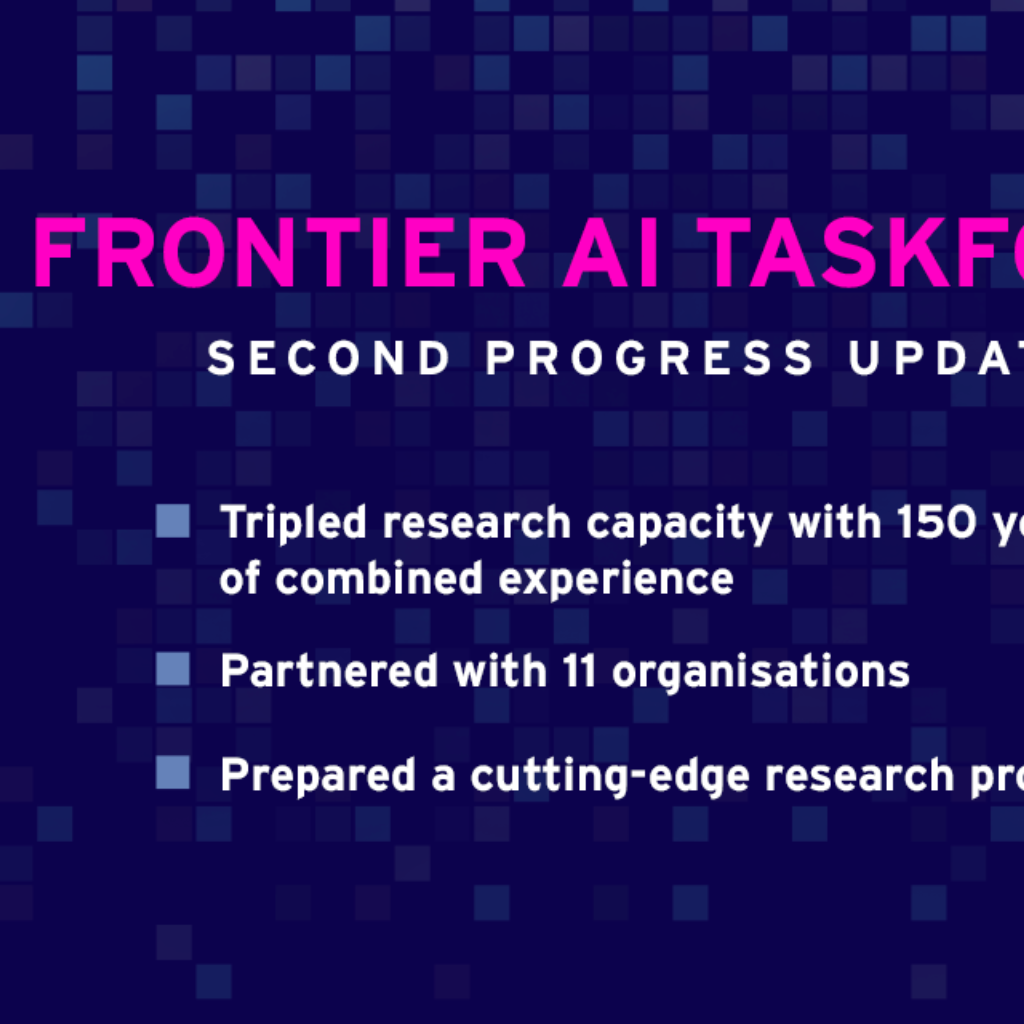 FRONTIER AI
SECOND PROGRESS
Tripled research capacity with 150
of combined experience
Partnered with 11 organisations
Prepared a cutting-edge research